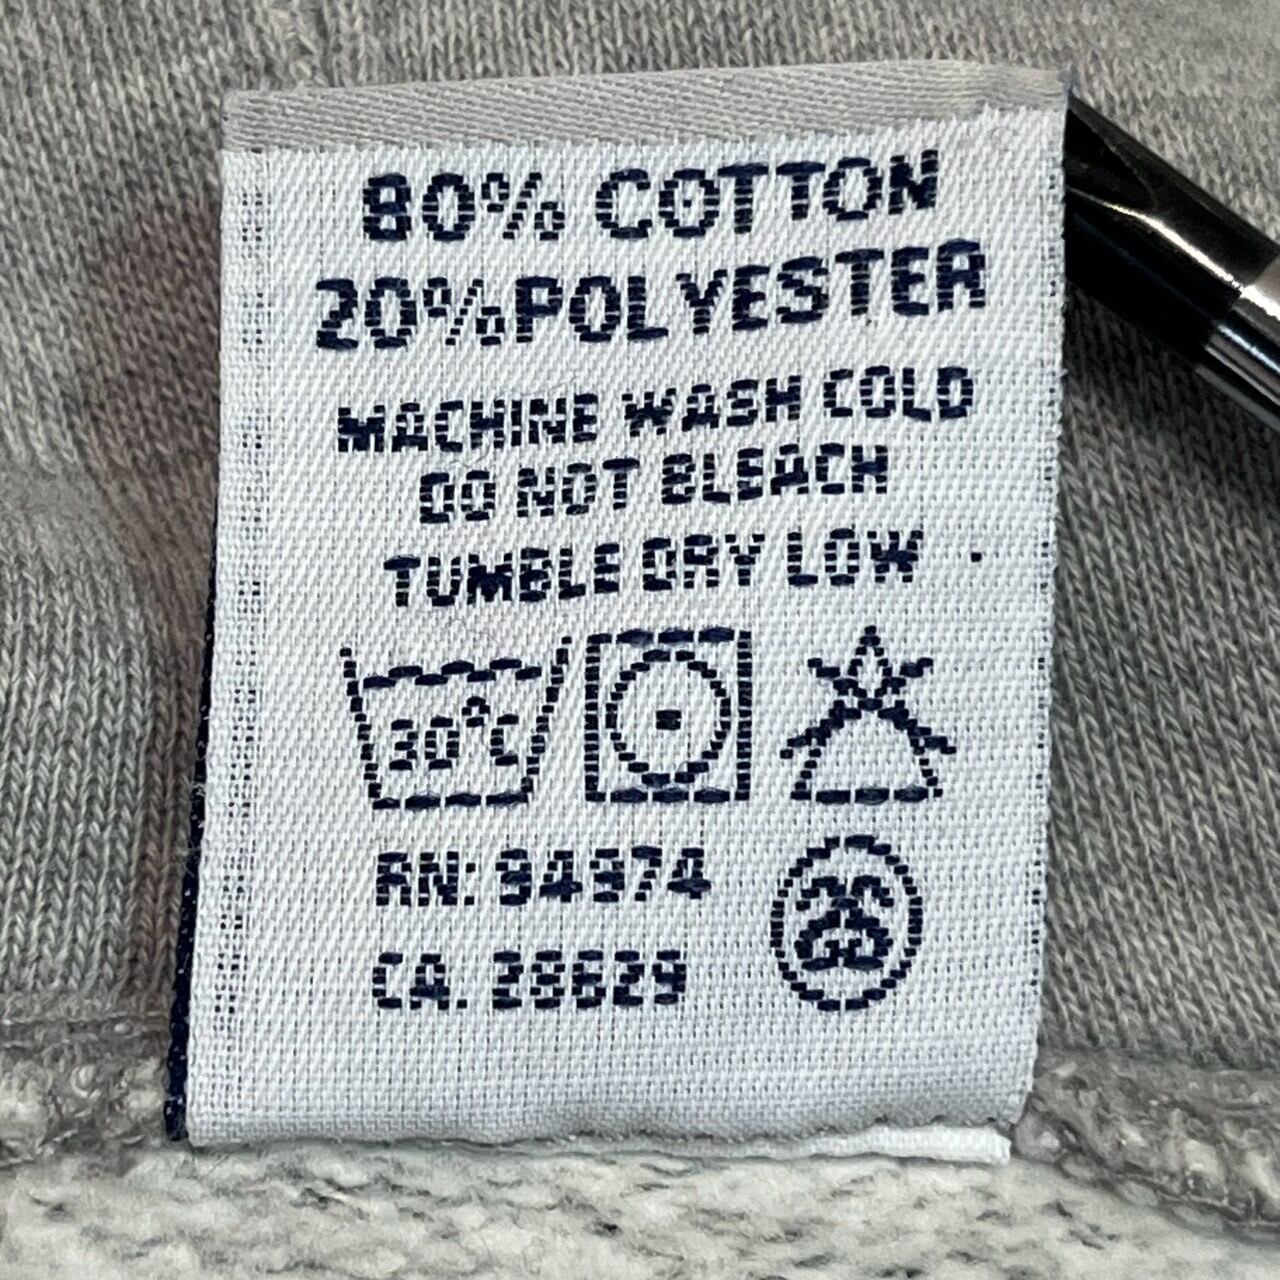 80% COTTON
20% POLYESTER
MACHINE WASH COLD
DO NOT BLEACH
TUMBLE DRY LOW
30°C
RN: 94974
CA. 28629